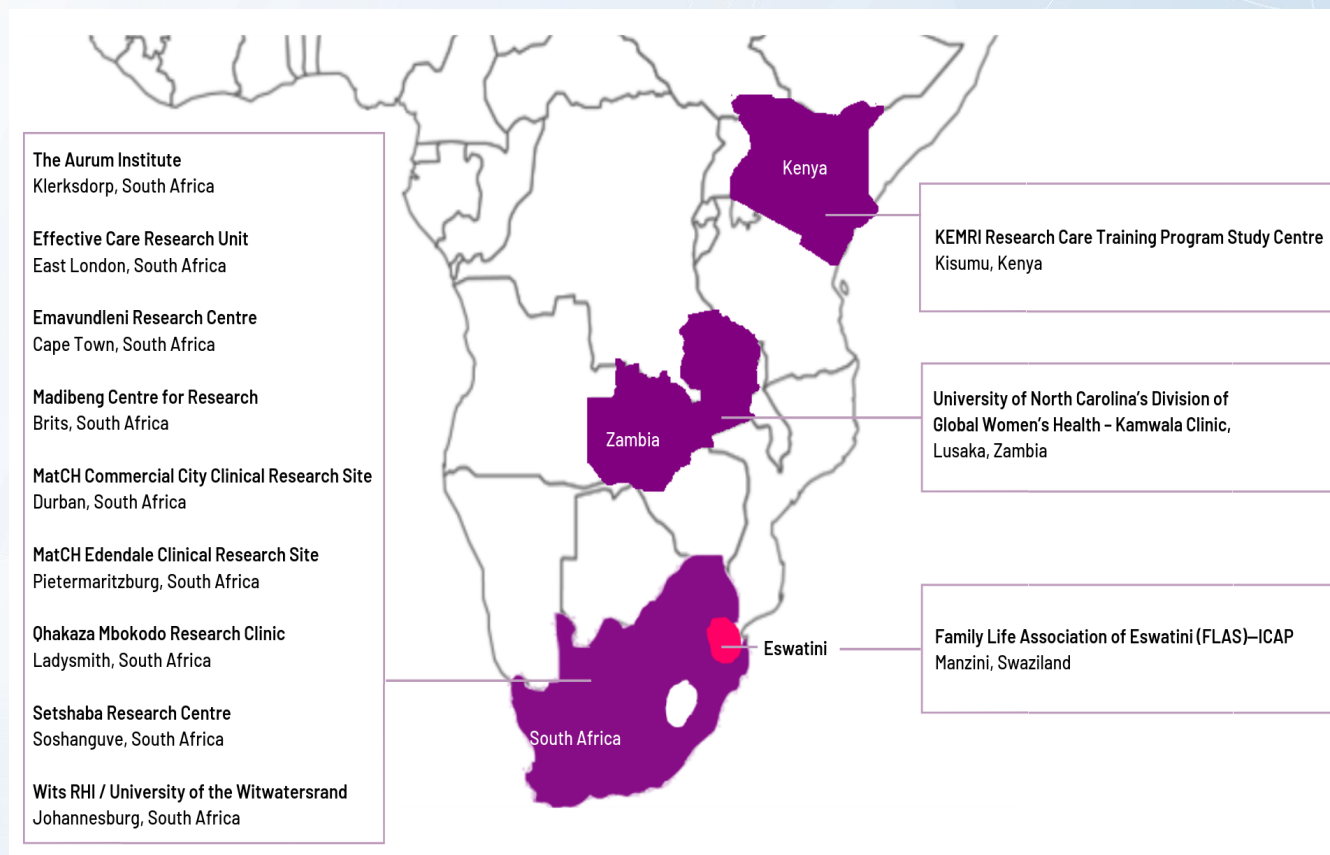 The Aurum Institute
Klerksdorp, South Africa
Effective Care Research Unit
East London, South Africa
Emavundleni Research Centre
Cape Town, South Africa
Madibeng Centre for Research
Brits, South Africa
MatCH Commercial City Clinical Research Site
Durban, South Africa
MatCH Edendale Clinical Research Site
Pietermaritzburg, South Africa
Qhakaza Mbokodo Research Clinic
Ladysmith, South Africa
Setshaba Research Centre
Soshanguve, South Africa
Wits RHI / University of the Witwatersrand
Johannesburg, South Africa
Kenya
Zambia
Eswatini
South Africa
KEMRI Research Care Training Program Study Centre
Kisumu, Kenya
University of North Carolina's Division of
Global Women's Health – Kamwala Clinic,
Lusaka, Zambia
Family Life Association of Eswatini (FLAS)—ICAP
Manzini, Swaziland